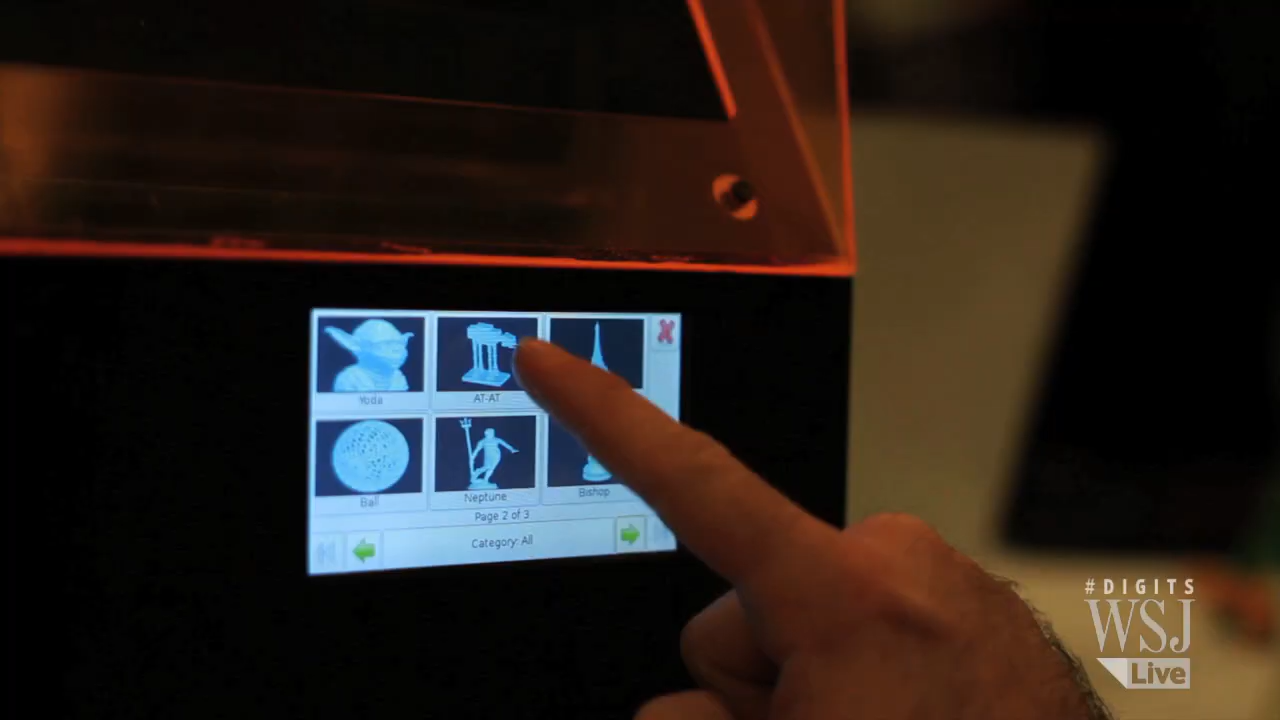 Yoda
AT-AT
Ball
Neptune
Bishop
Page 2 of 3
Category: All
#DIGITS
WSJ
Live